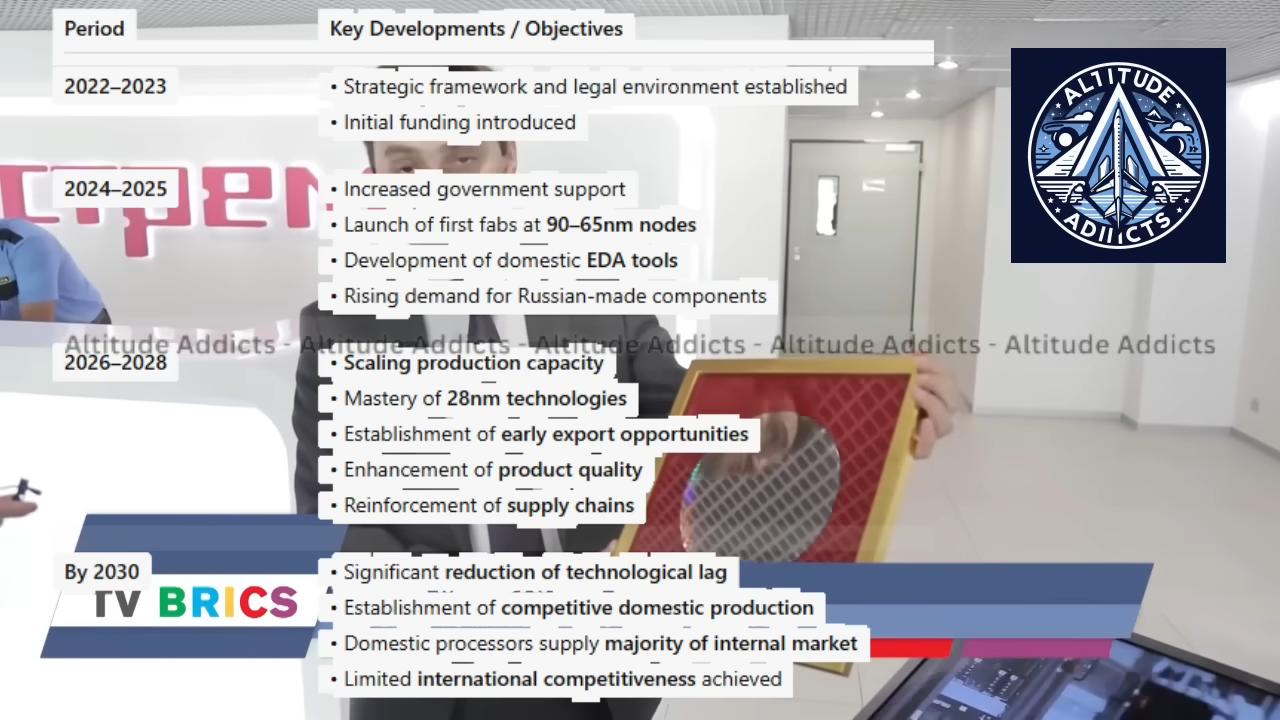 Period
Key Developments / Objectives
2022–2023
• Strategic framework and legal environment established
• Initial funding introduced
2024–2025
• Increased government support
• Launch of first fabs at 90–65nm nodes
• Development of domestic EDA tools
• Rising demand for Russian-made components
Altitude Addicts - Altitude Addicts - Altitude Addicts - Altitude Addicts - Altitude Addicts
2026–2028
• Scaling production capacity
• Mastery of 28nm technologies
• Establishment of early export opportunities
• Enhancement of product quality
• Reinforcement of supply chains
By 2030
• Significant reduction of technological lag
• Establishment of competitive domestic production
• Domestic processors supply majority of internal market
• Limited international competitiveness achieved
TV BRICS
ALTITUDE